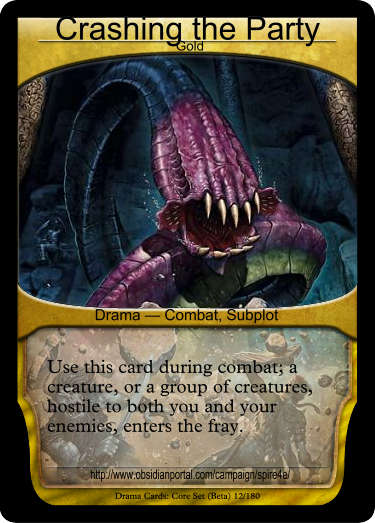 Crashing the Party
Gold
Drama — Combat, Subplot
Use this card during combat; a
creature, or a group of creatures,
hostile to both you and your
enemies, enters the fray.
http://www.obsidianportal.com/campaign/spire4e/
Drama Cards: Core Set (Beta) 12/180